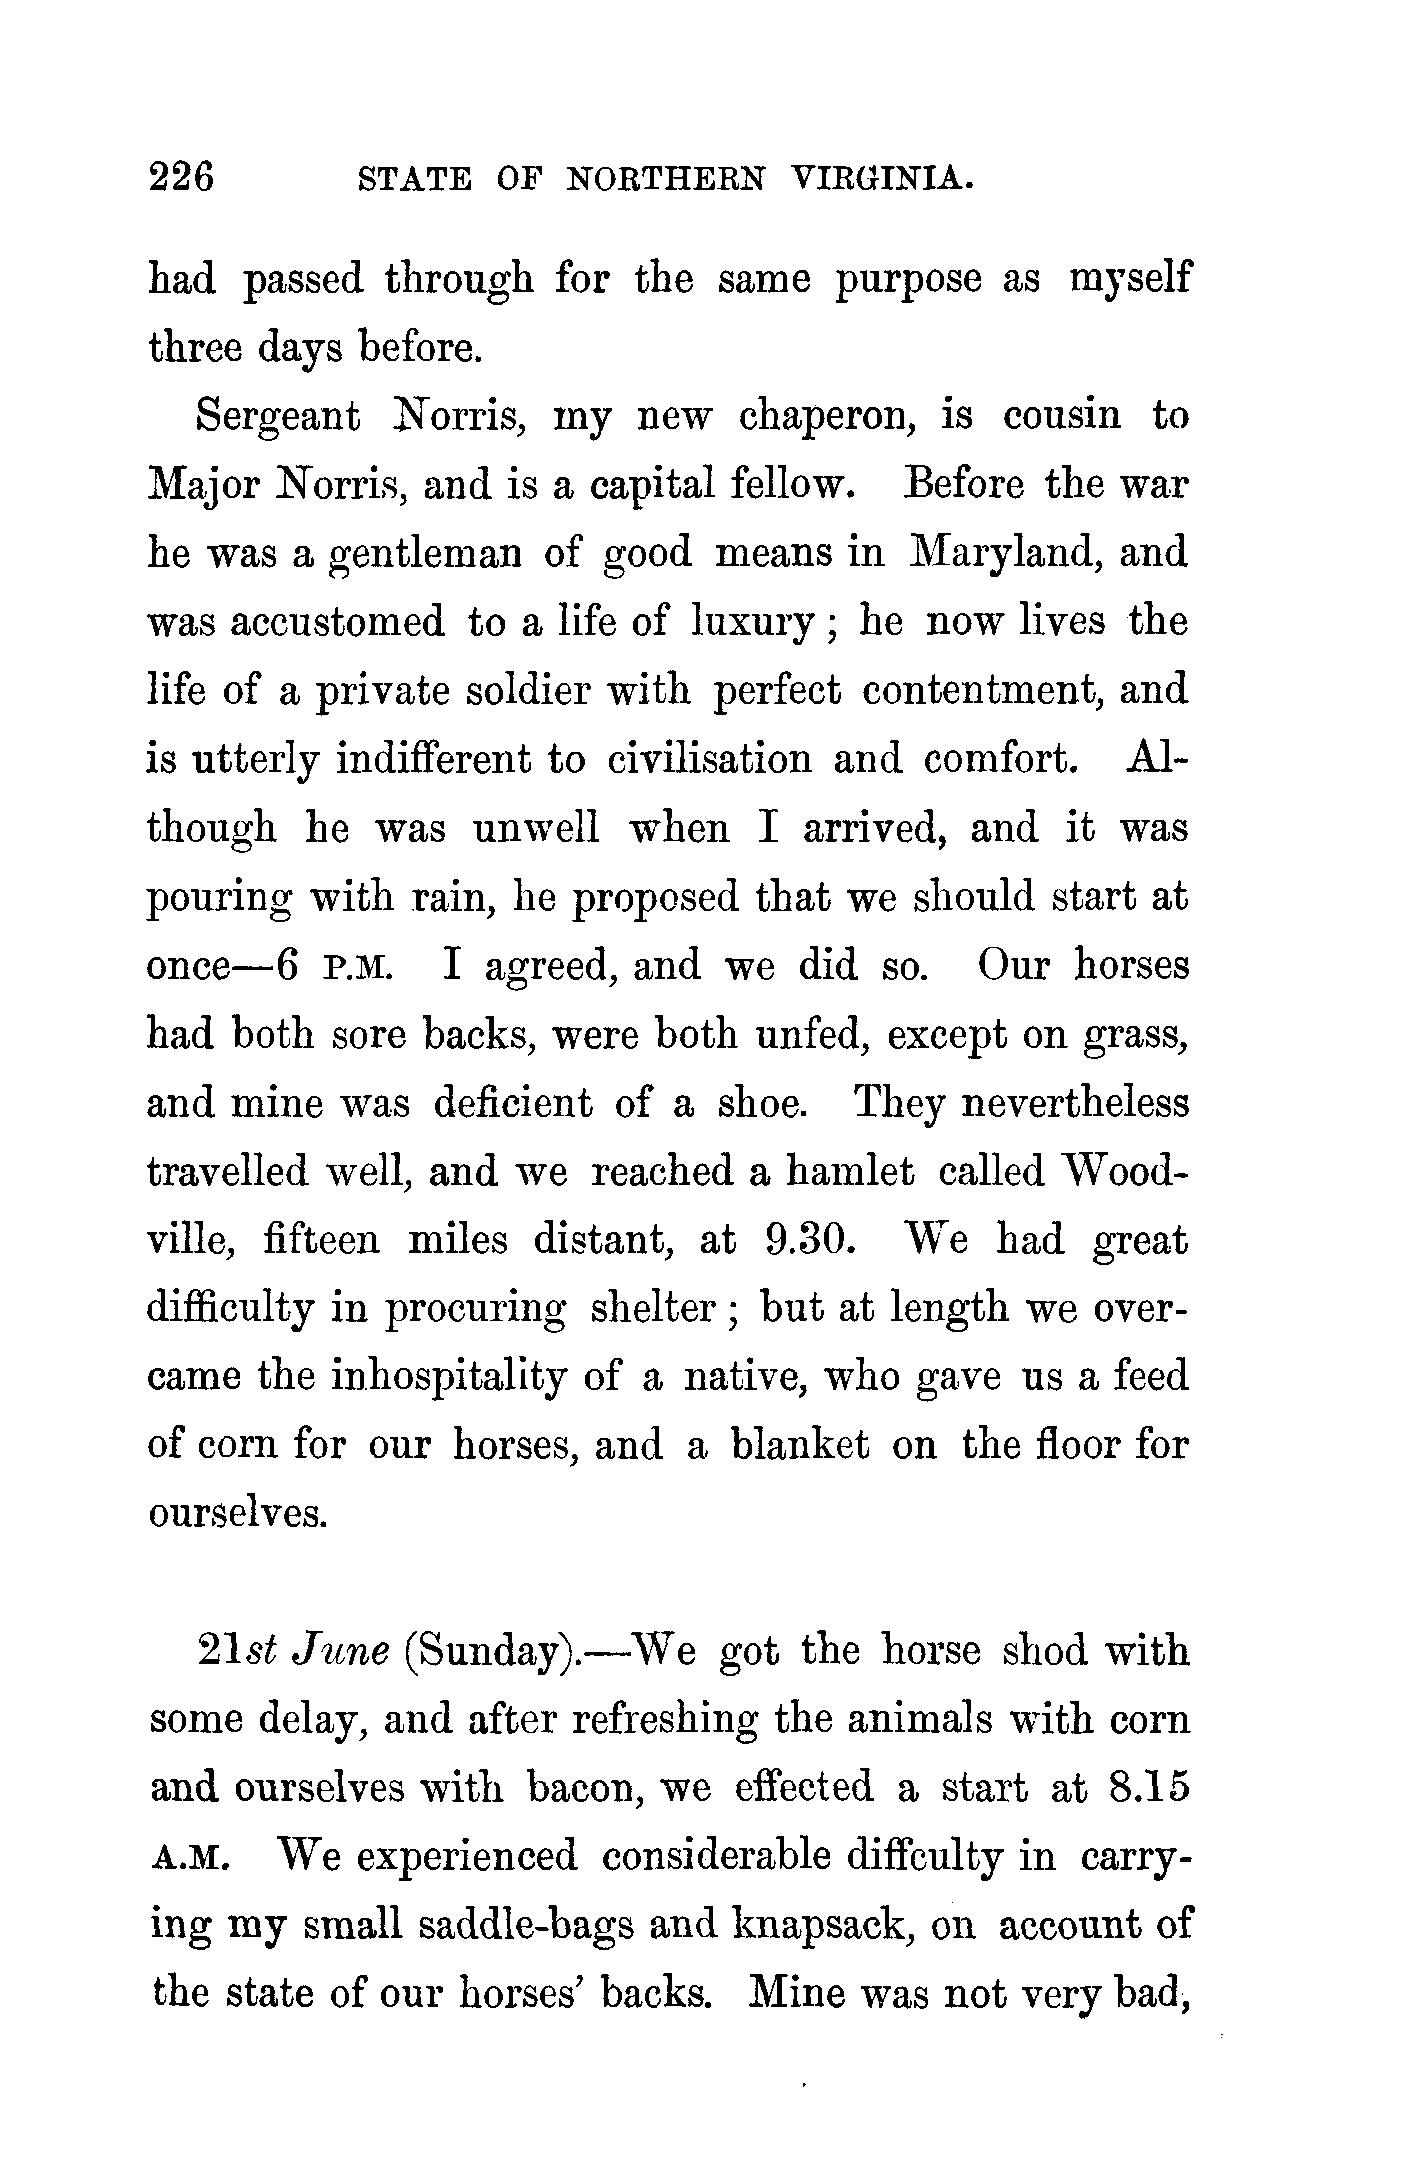 226 STATE OF NORTHERN VIRGINIA.
had passed through for the same purpose as myself
three days before.
Sergeant Norris, my new chaperon, is cousin to
Major Norris, and is a capital fellow. Before the war
he was a gentleman of good means in Maryland, and
was accustomed to a life of luxury ; he now lives the
life of a private soldier with perfect contentment, and
is utterly indifferent to civilisation and comfort. Al-
though he was unwell when I arrived, and it was
pouring with rain, he proposed that we should start at
once—6 P.M. I agreed, and we did so. Our horses
had both sore backs, were both unfed, except on grass,
and mine was deficient of a shoe. They nevertheless
travelled well, and we reached a hamlet called Wood-
ville, fifteen miles distant, at 9.30. We had great
difficulty in procuring shelter ; but at length we over-
came the inhospitality of a native, who gave us a feed
of corn for our horses, and a blanket on the floor for
ourselves.
21st June (Sunday).—We got the horse shod with
some delay, and after refreshing the animals with corn
and ourselves with bacon, we effected a start at 8.15
A.M. We experienced considerable diffculty in carry-
ing my small saddle-bags and knapsack, on account of
the state of our horses’ backs. Mine was not very bad,